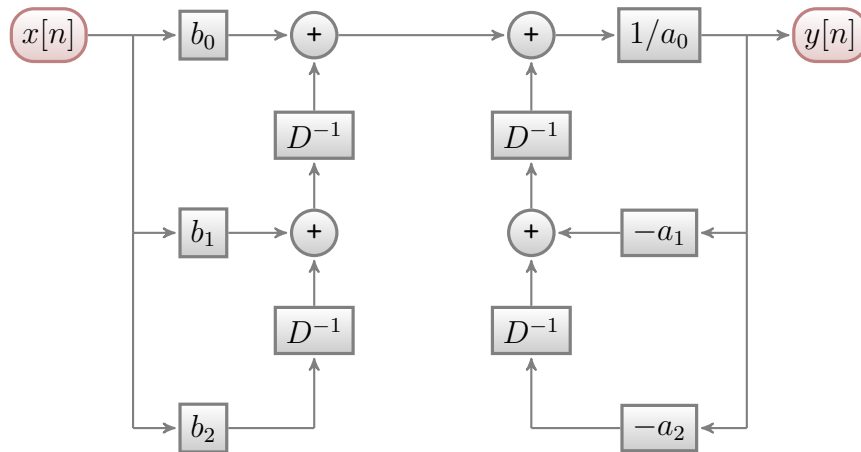 x[n] b₀ + + 1/a₀ y[n]
D⁻¹ D⁻¹
b₁ + + −a₁
D⁻¹ D⁻¹
b₂ −a₂